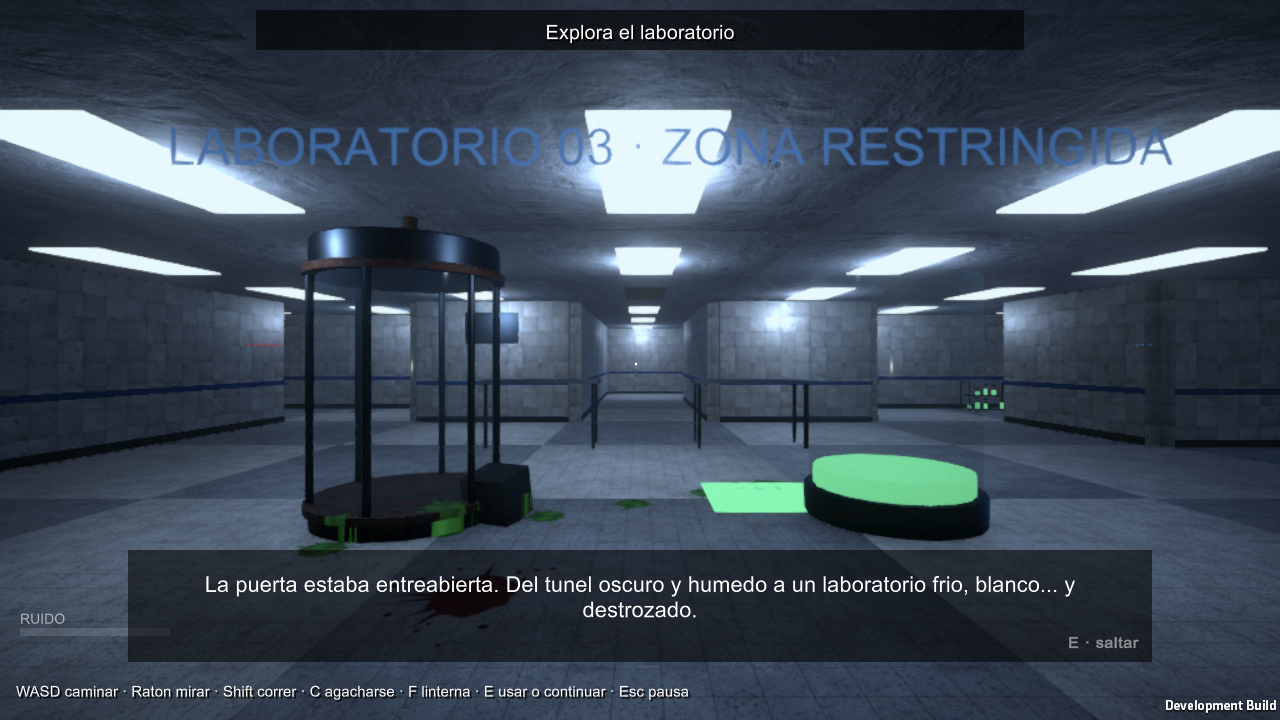 Explora el laboratorio
LABORATORIO 03 · ZONA RESTRINGIDA
La puerta estaba entreabierta. Del tunel oscuro y humedo a un laboratorio frio, blanco... y
destrozado.
RUIDO
E · saltar
WASD caminar · Raton mirar · Shift correr · C agacharse · F linterna · E usar o continuar · Esc pausa
Development Build